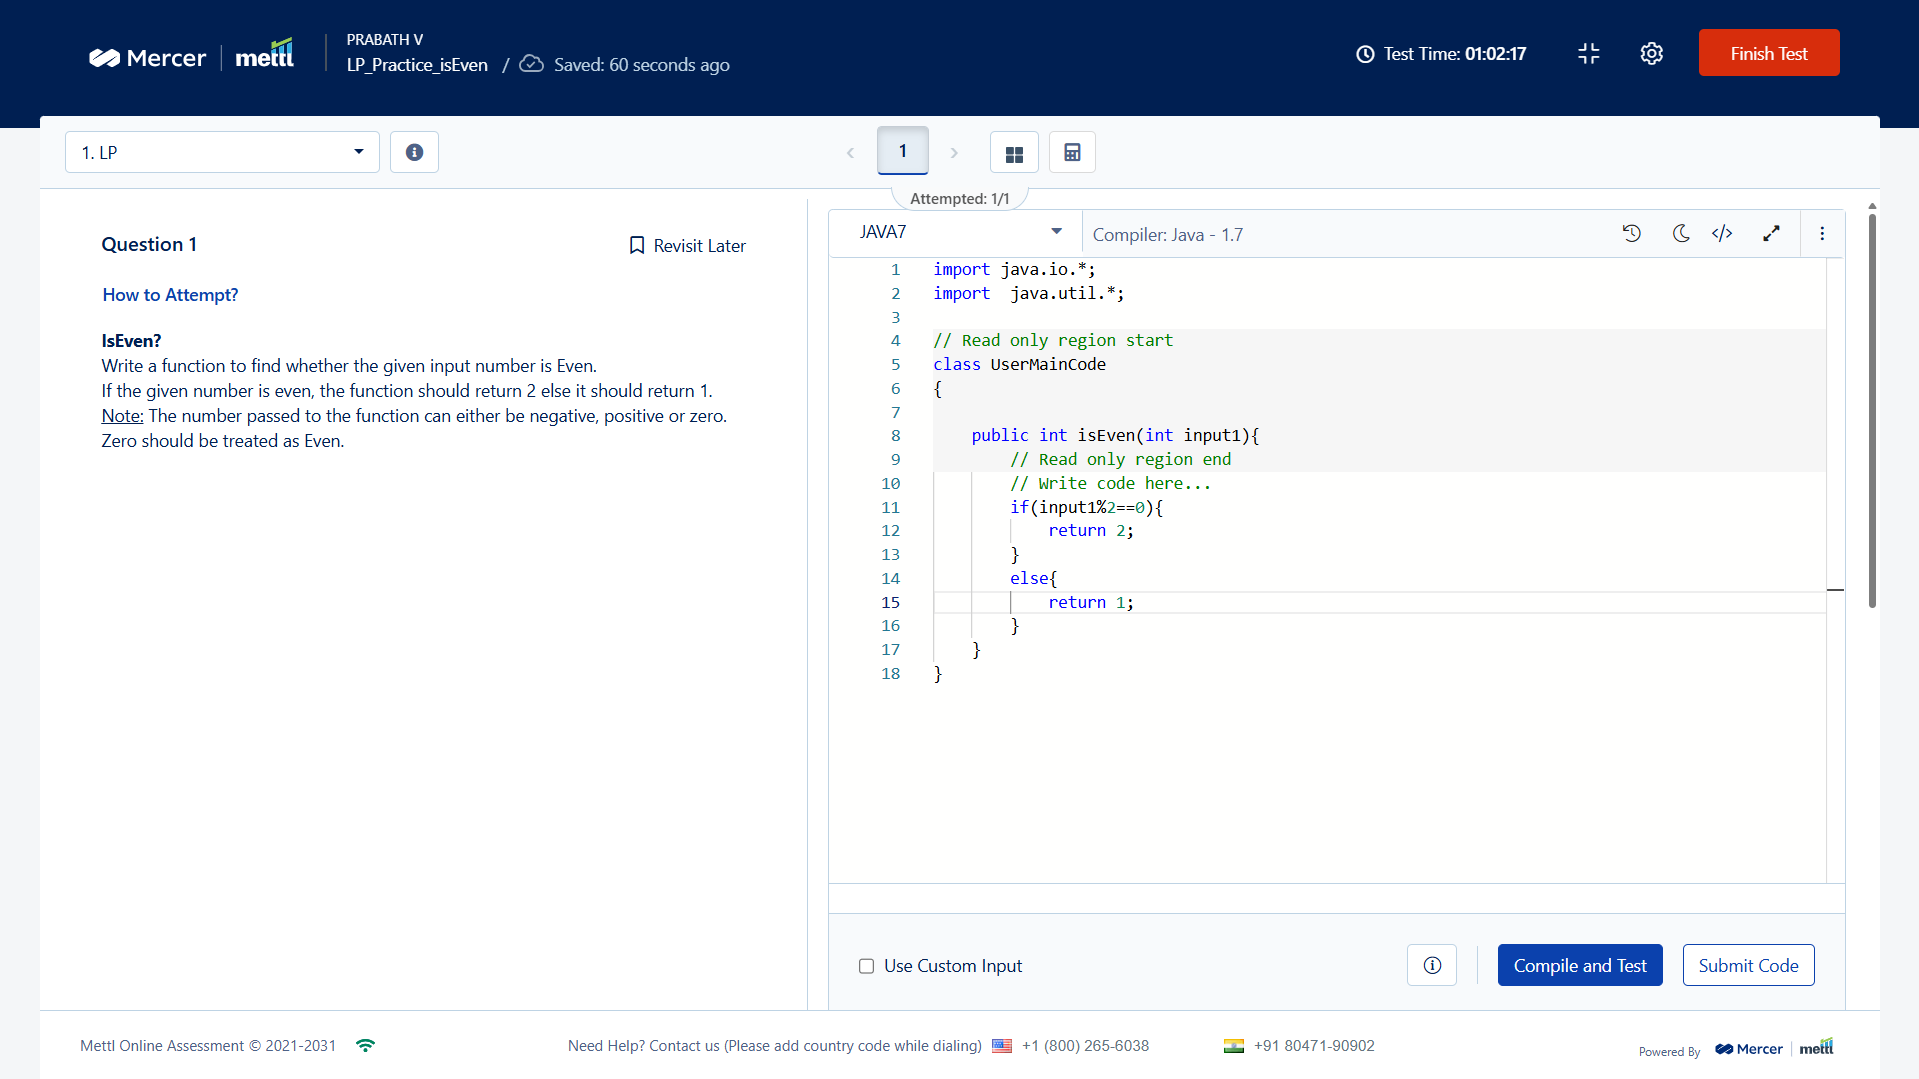 Mercer mettl
PRABATH V
LP_Practice_isEven / Saved: 60 seconds ago
Test Time: 01:02:17
Finish Test
1. LP
1
Attempted: 1/1
Question 1
Revisit Later
How to Attempt?
IsEven?
Write a function to find whether the given input number is Even.
If the given number is even, the function should return 2 else it should return 1.
Note: The number passed to the function can either be negative, positive or zero.
Zero should be treated as Even.
JAVA7
Compiler: Java - 1.7
1 import java.io.*;
2 import  java.util.*;
3
4 // Read only region start
5 class UserMainCode
6 {
7
8     public int isEven(int input1){
9         // Read only region end
10         // Write code here...
11         if(input1%2==0){
12             return 2;
13         }
14         else{
15             return 1;
16         }
17     }
18 }
Use Custom Input
Compile and Test
Submit Code
Mettl Online Assessment © 2021-2031
Need Help? Contact us (Please add country code while dialing) +1 (800) 265-6038
+91 80471-90902
Powered By Mercer mettl